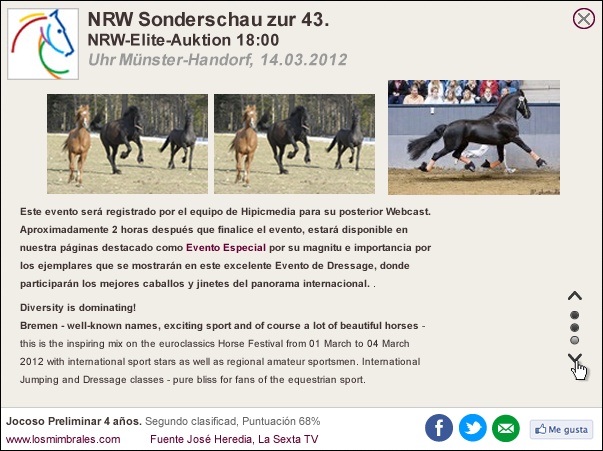 NRW Sonderschau zur 43.
NRW-Elite-Auktion 18:00
Uhr Münster-Handorf, 14.03.2012
Este evento será registrado por el equipo de Hipicmedia para su posterior Webcast.
Aproximadamente 2 horas después que finalice el evento, estará disponible en
nuestra páginas destacado como Evento Especial por su magnitu e importancia por
los ejemplares que se mostrarán en este excelente Evento de Dressage, donde
participarán los mejores caballos y jinetes del panorama internacional. .
Diversity is dominating!
Bremen - well-known names, exciting sport and of course a lot of beautiful horses -
this is the inspiring mix on the euroclassics Horse Festival from 01 March to 04 March
2012 with international sport stars as well as regional amateur sportsmen. International
Jumping and Dressage classes - pure bliss for fans of the equestrian sport.
Jocoso Preliminar 4 años. Segundo clasificad, Puntuación 68%
www.losmimbrales.com Fuente José Heredia, La Sexta TV
Me gusta